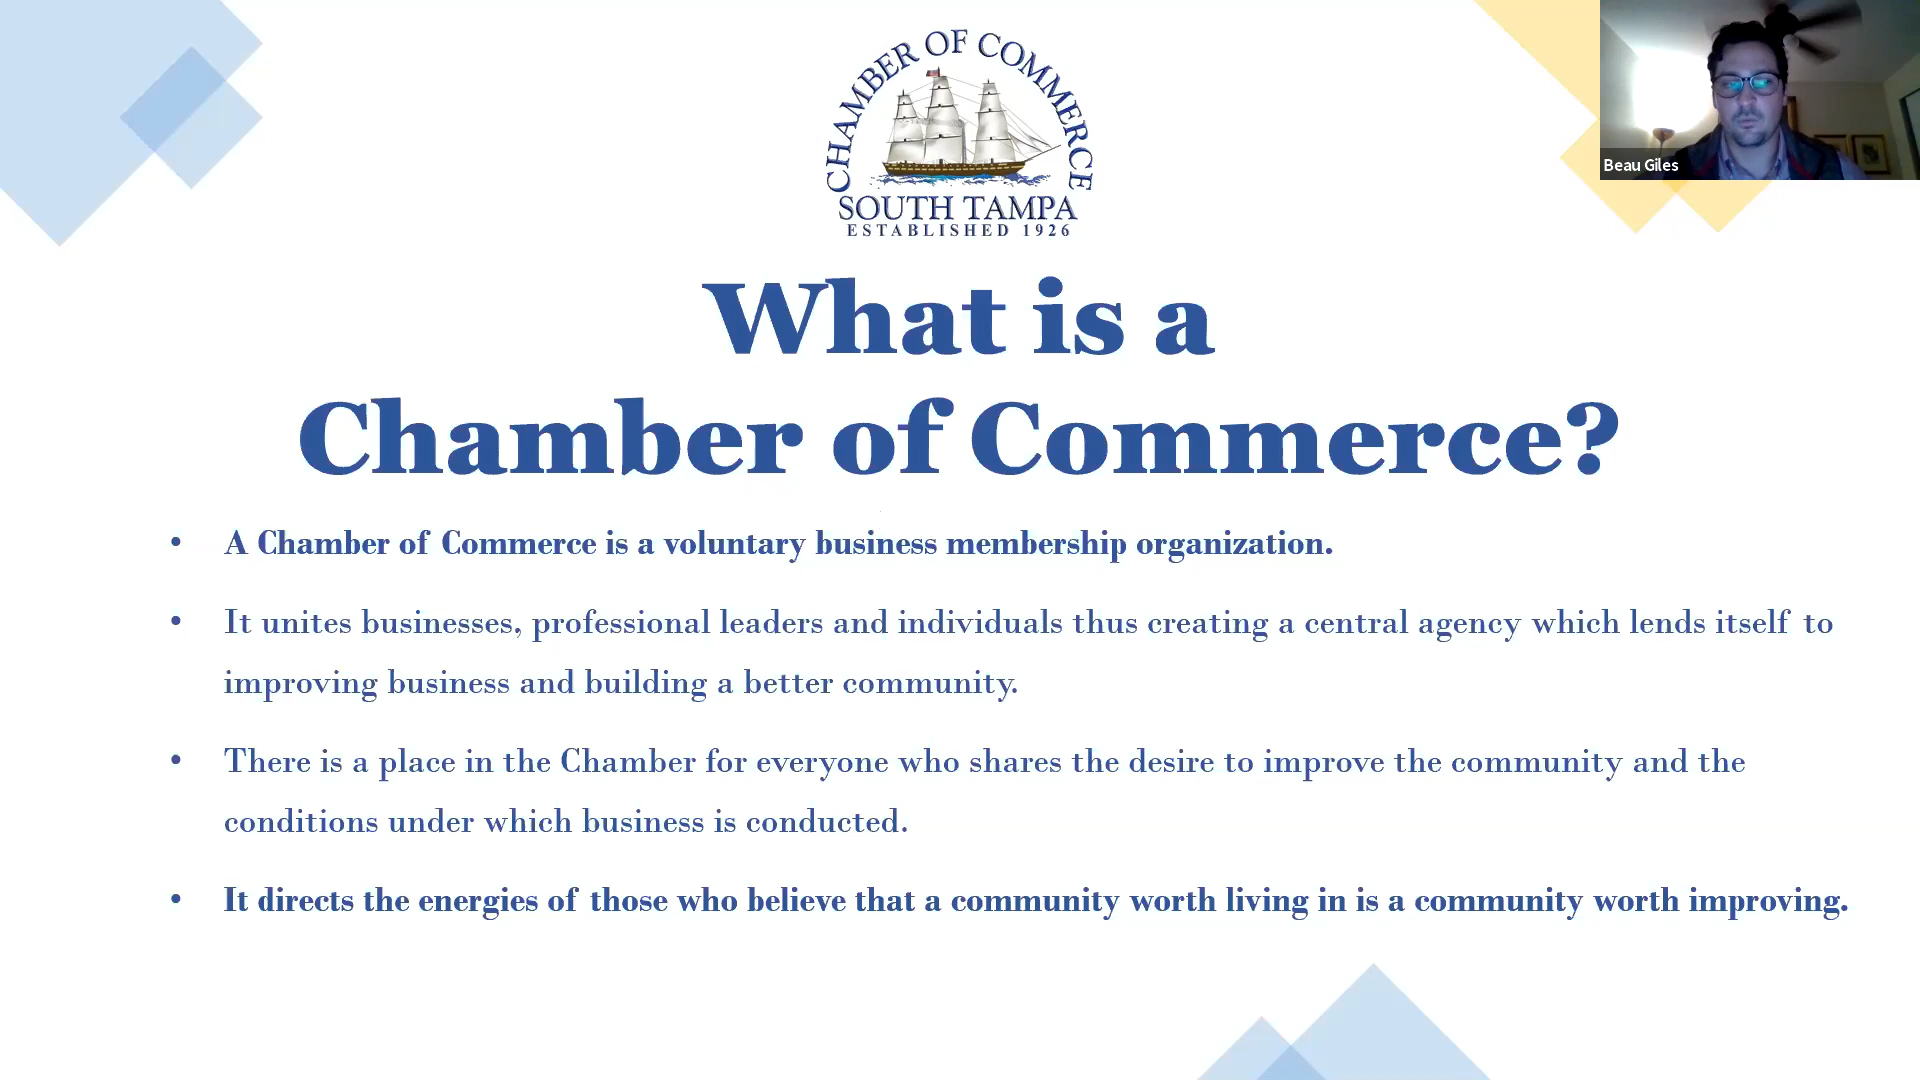 CHAMBER OF COMMERCE
SOUTH TAMPA
ESTABLISHED 1926
Beau Giles
What is a
Chamber of Commerce?
• A Chamber of Commerce is a voluntary business membership organization.
• It unites businesses, professional leaders and individuals thus creating a central agency which lends itself to
improving business and building a better community.
• There is a place in the Chamber for everyone who shares the desire to improve the community and the
conditions under which business is conducted.
• It directs the energies of those who believe that a community worth living in is a community worth improving.